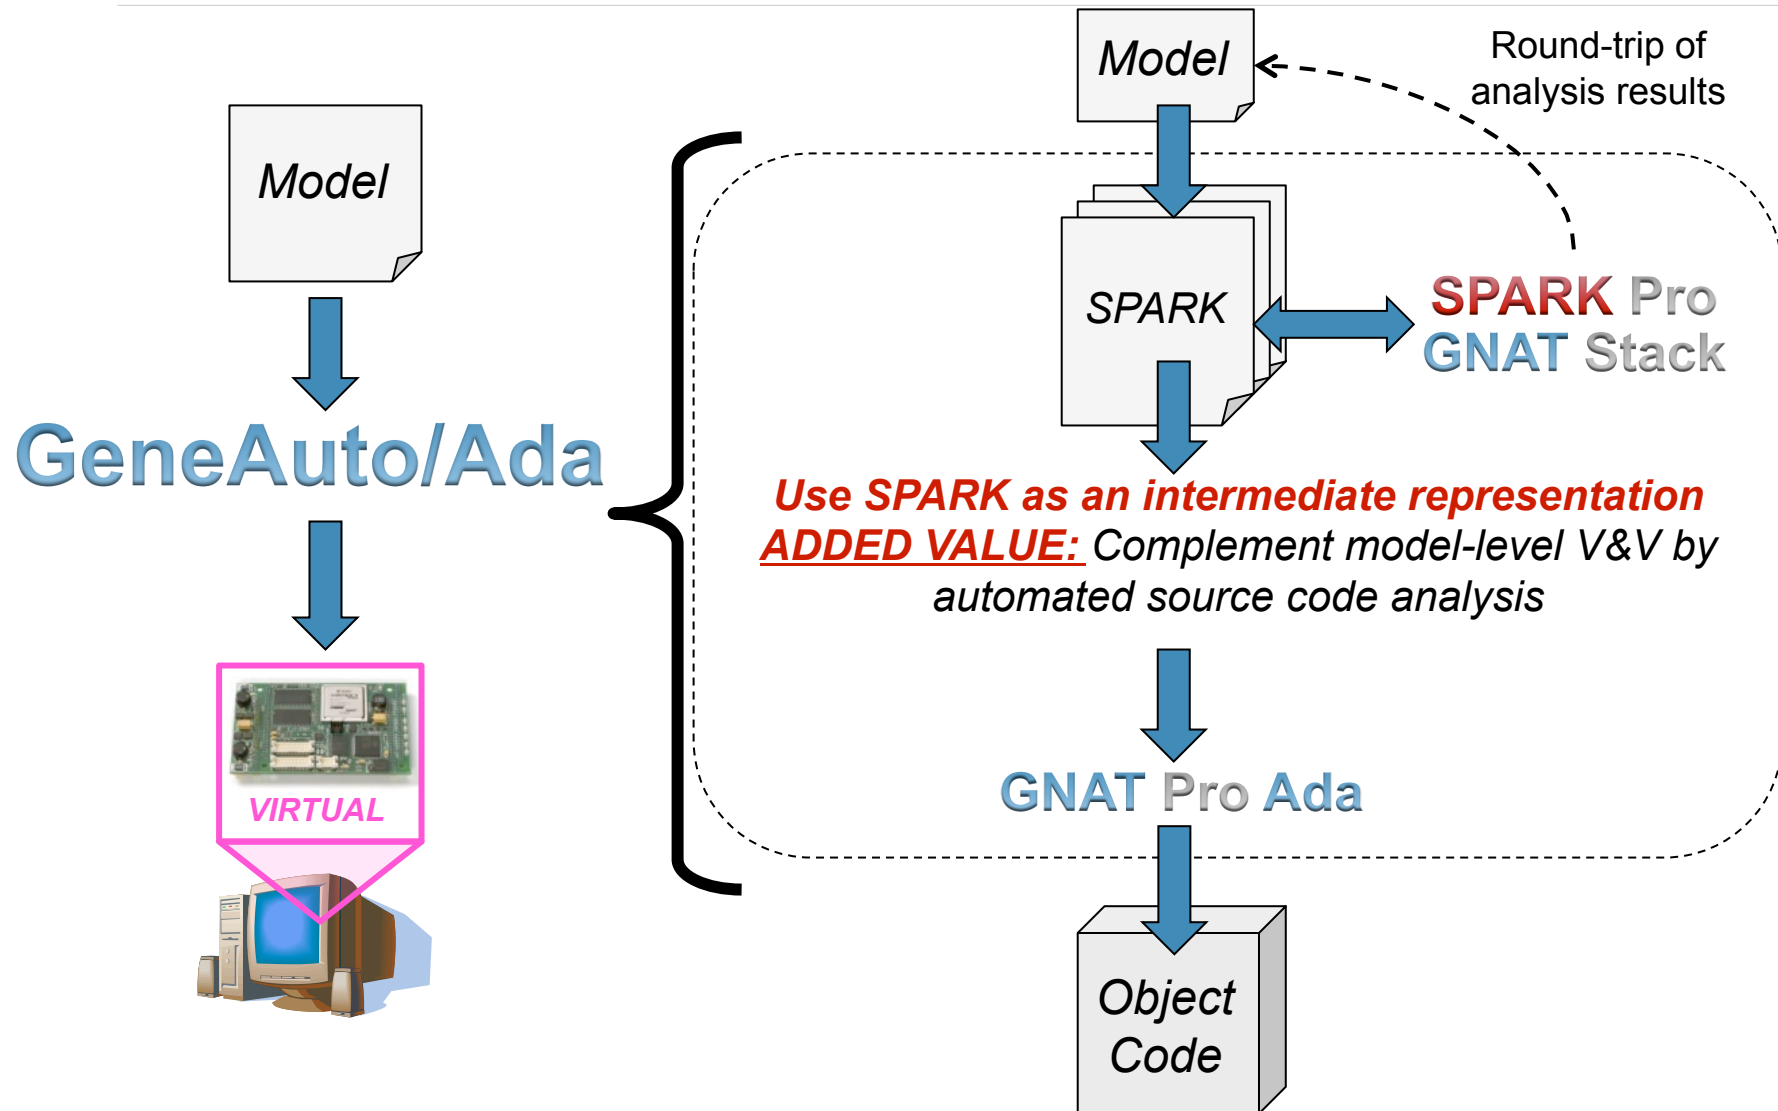 Model
GeneAuto/Ada
VIRTUAL
Model
Round-trip of
analysis results
SPARK
SPARK Pro
GNAT Stack
Use SPARK as an intermediate representation
ADDED VALUE: Complement model-level V&V by
automated source code analysis
GNAT Pro Ada
Object
Code